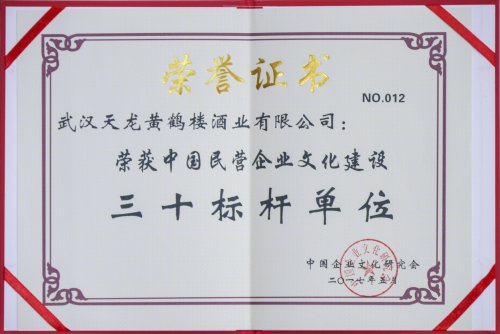 荣誉证书
NO.012
武汉天龙黄鹤楼酒业有限公司：
荣获中国民营企业文化建设
三十标杆单位
中国企业文化研究会
二〇一七年五月